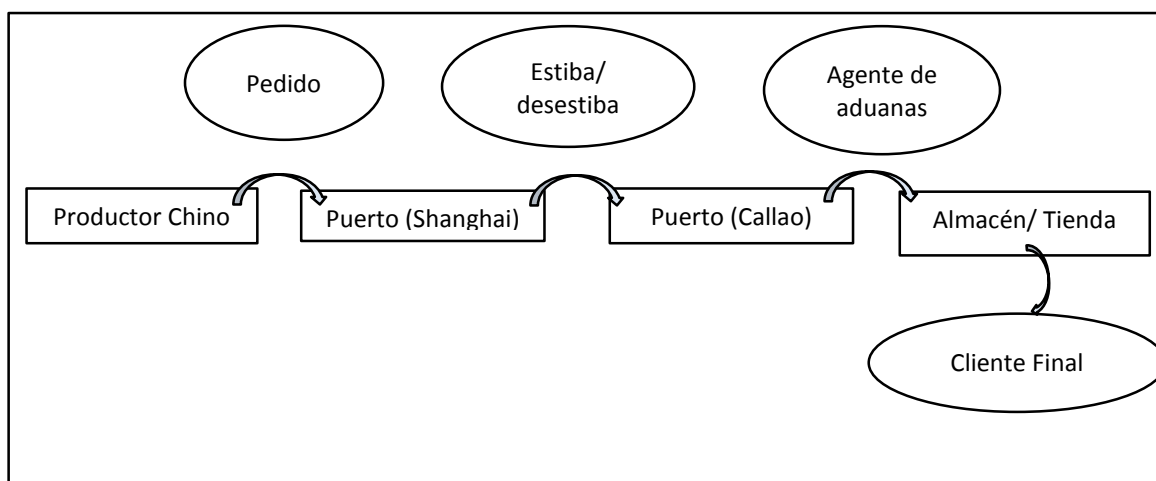 Pedido
Estiba/
desestiba
Agente de
aduanas
Productor Chino
Puerto (Shanghai)
Puerto (Callao)
Almacén/ Tienda
Cliente Final